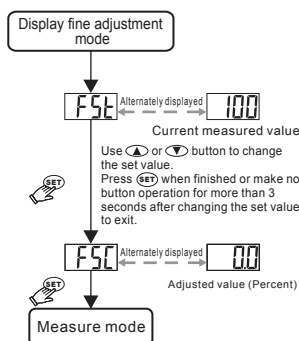 Display fine adjustment
mode
FSt
Alternately displayed
100
Current measured value
Use ▲ or ▼ button to change
the set value.
Press SET when finished or make no
button operation for more than 3
seconds after changing the set value
to exit.
SET
FSC
Alternately displayed
0.0
Adjusted value (Percent)
SET
Measure mode